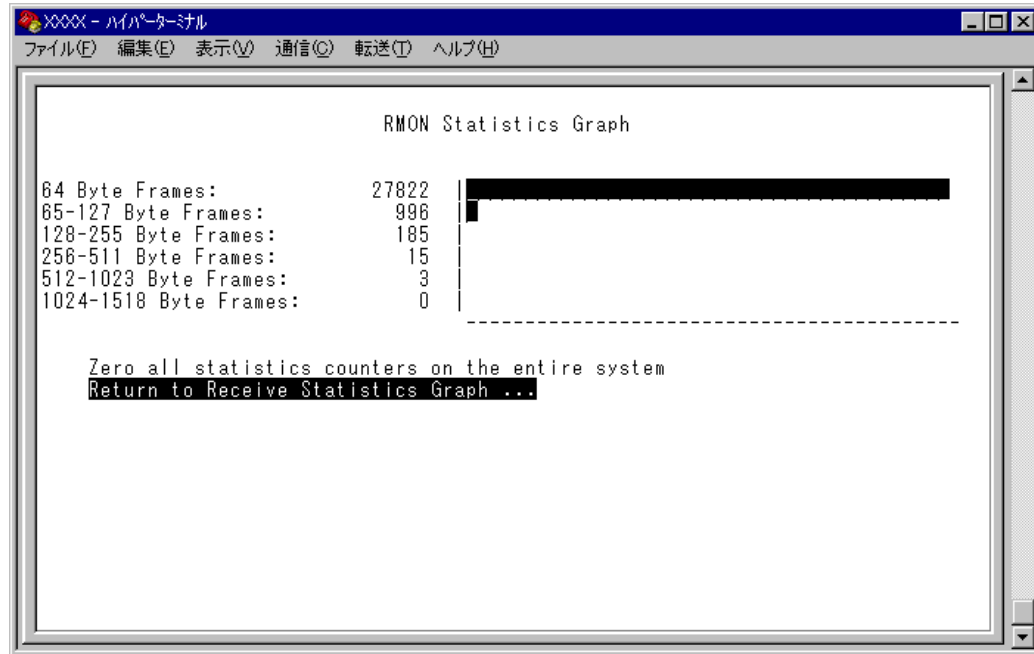 XXXX - ﾊｲﾊﾟｰﾀｰﾐﾅﾙ
ファイル(F) 編集(E) 表示(V) 通信(C) 転送(T) ヘルプ(H)
RMON Statistics Graph
64 Byte Frames: 27822 |
65-127 Byte Frames: 996 |
128-255 Byte Frames: 185 |
256-511 Byte Frames: 15 |
512-1023 Byte Frames: 3 |
1024-1518 Byte Frames: 0 |
------------------------------------------
Zero all statistics counters on the entire system
Return to Receive Statistics Graph ...